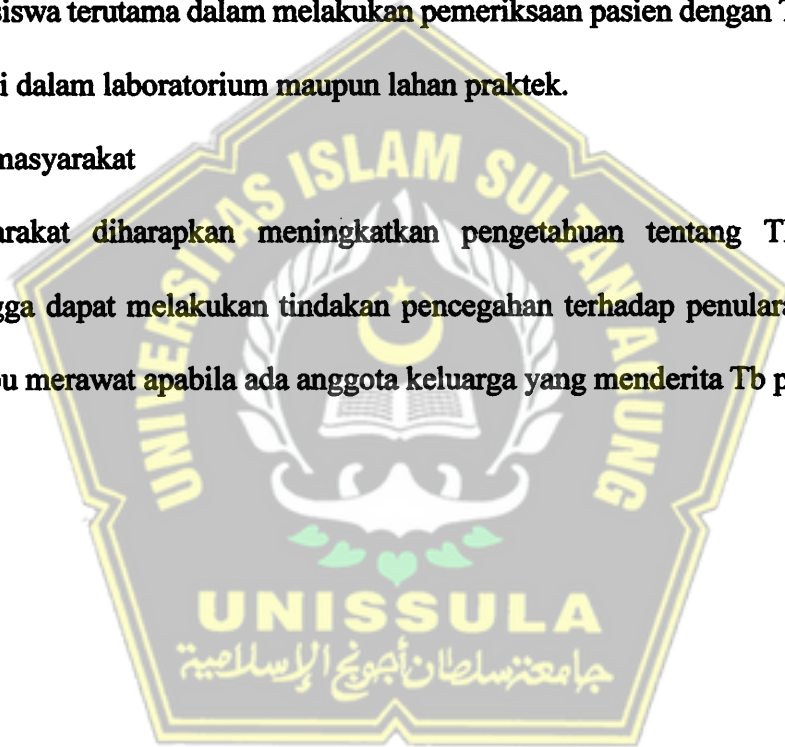 siswa terutama dalam melakukan pemeriksaan pasien dengan
i dalam laboratorium maupun lahan praktek.
masyarakat
arakat diharapkan meningkatkan pengetahuan tentang
gga dapat melakukan tindakan pencegahan terhadap penulara
u merawat apabila ada anggota keluarga yang menderita Tb p
UNIVERSITAS ISLAM SULTAN AGUNG
UNISSULA
جامعة سلطان أجونج الإسلامية